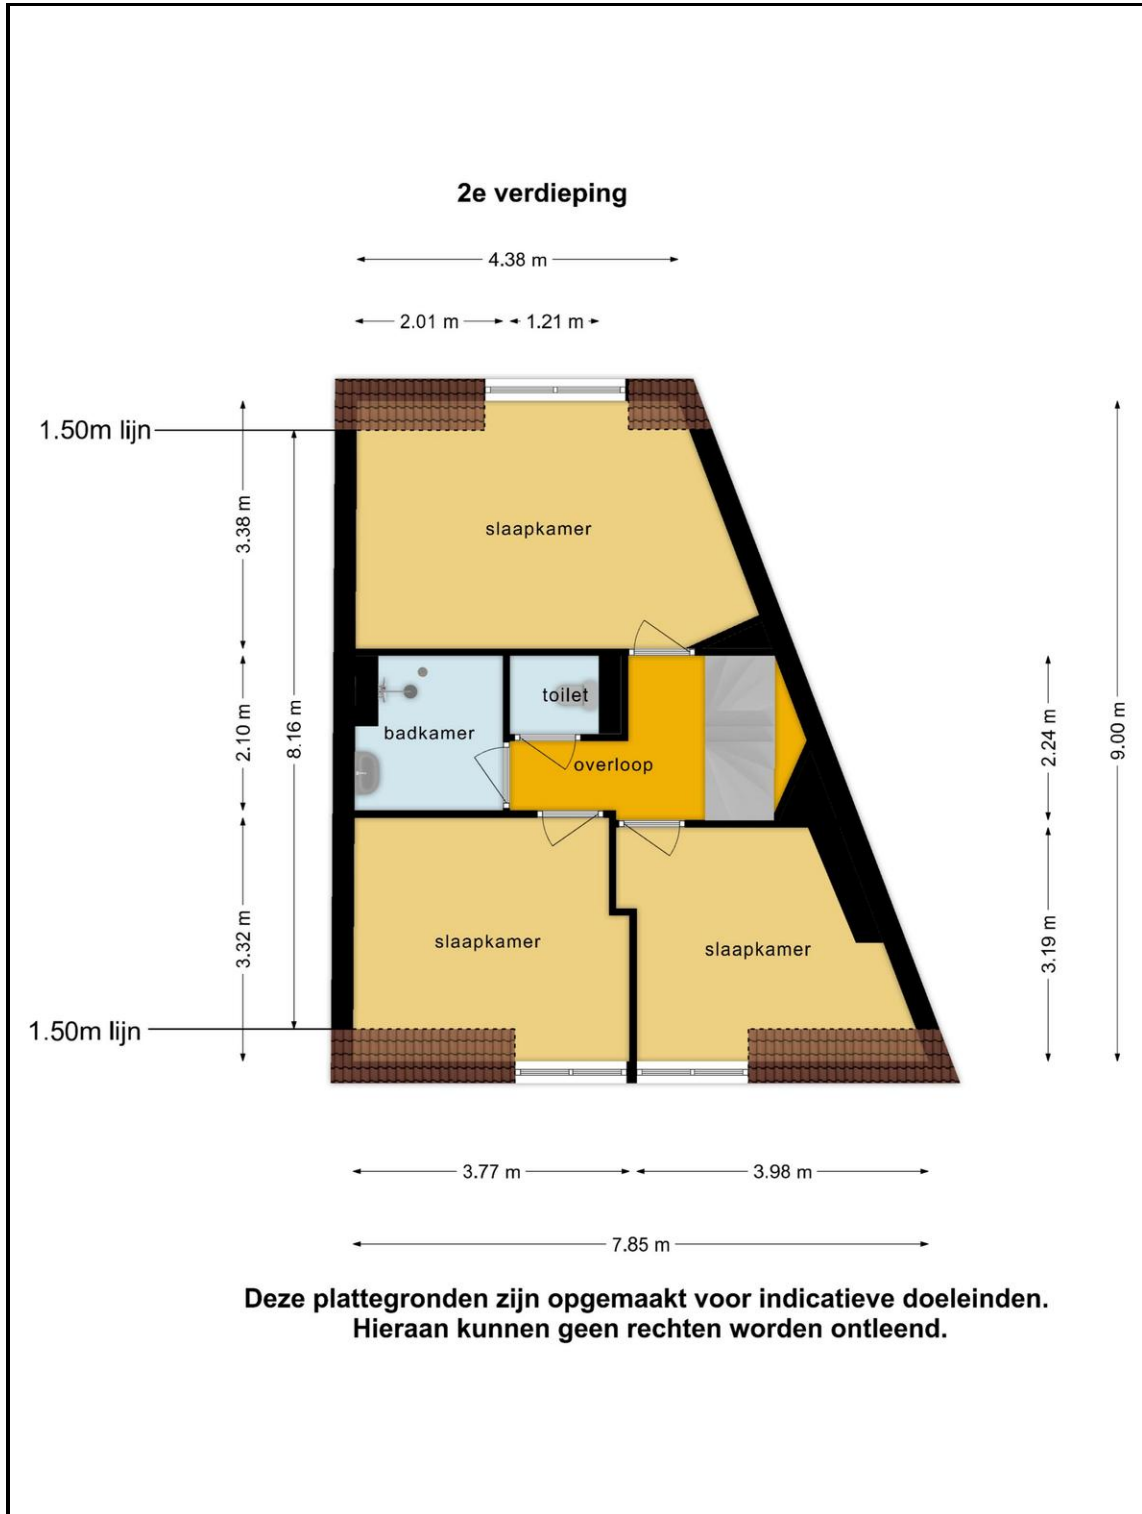 2e verdieping
4.38 m
2.01 m
1.21 m
1.50m lijn
3.38 m
8.16 m
9.00 m
slaapkamer
2.10 m
toilet
badkamer
overloop
2.24 m
3.32 m
slaapkamer
slaapkamer
3.19 m
1.50m lijn
3.77 m
3.98 m
7.85 m
Deze plattegronden zijn opgemaakt voor indicatieve doeleinden.
Hieraan kunnen geen rechten worden ontleend.